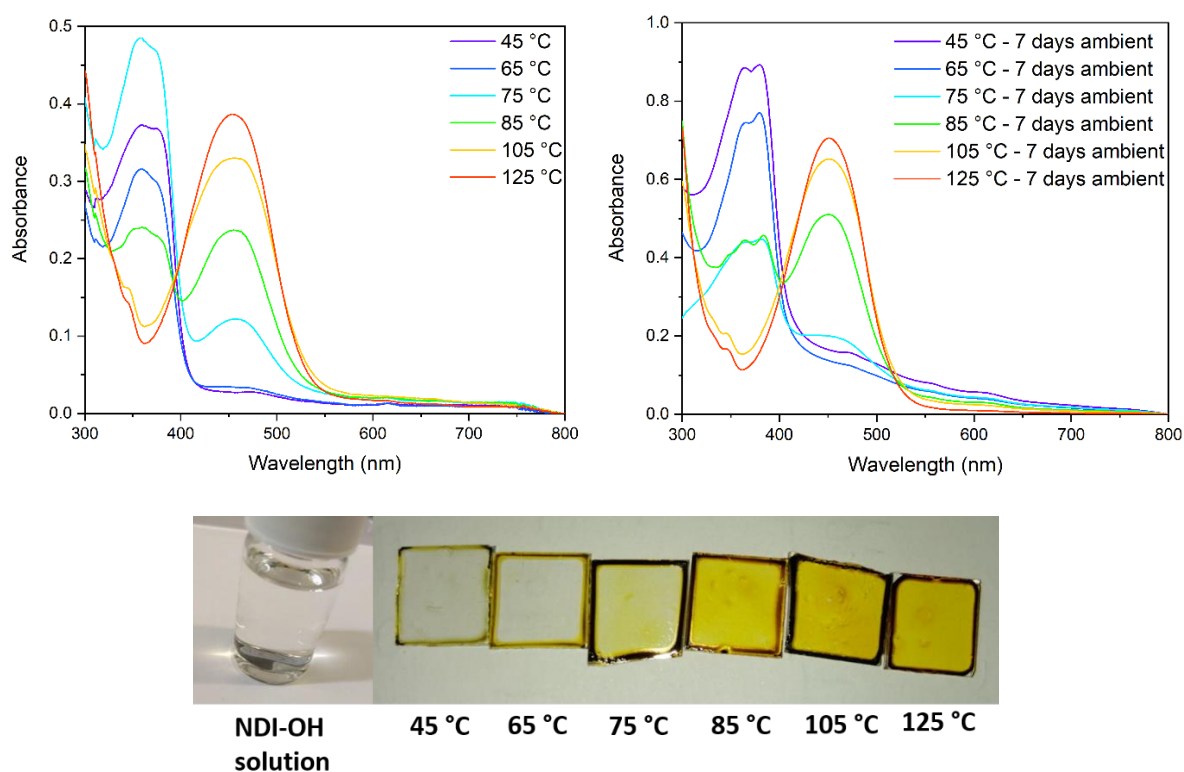 0.5
0.4
0.3
0.2
0.1
0.0
Absorbance
300
400
500
600
700
800
Wavelength (nm)
45 °C
65 °C
75 °C
85 °C
105 °C
125 °C
1.0
0.8
0.6
0.4
0.2
0.0
Absorbance
300
400
500
600
700
800
Wavelength (nm)
45 °C - 7 days ambient
65 °C - 7 days ambient
75 °C - 7 days ambient
85 °C - 7 days ambient
105 °C - 7 days ambient
125 °C - 7 days ambient
NDI-OH
solution
45 °C
65 °C
75 °C
85 °C
105 °C
125 °C